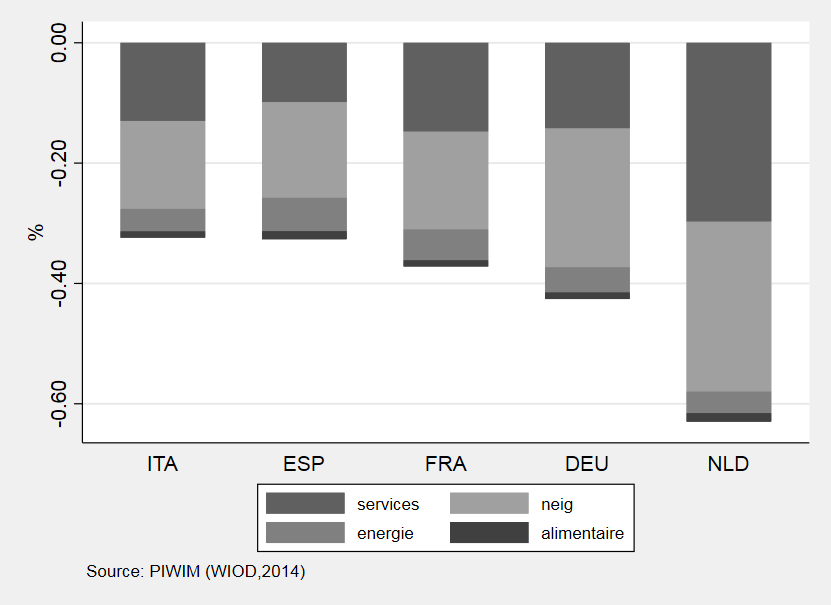 0.00
-0.20
-0.40
-0.60
%
ITA ESP FRA DEU NLD
services neig
energie alimentaire
Source: PIWIM (WIOD,2014)